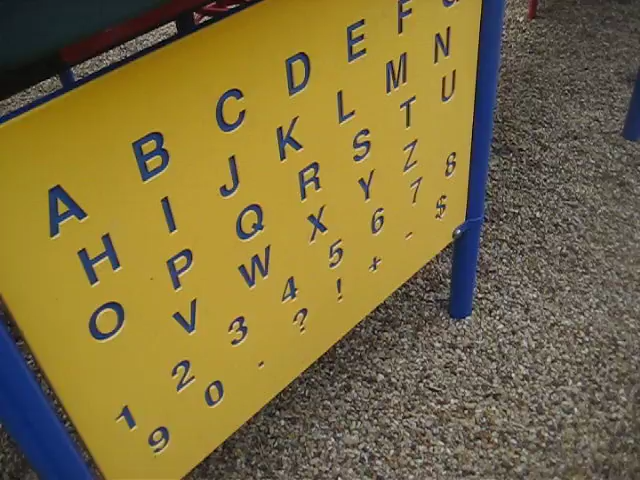 A B C D E F G
H I J K L M N
O P Q R S T U
V W X Y Z
1 2 3 4 5 6 7 8
9 0 . ? ! + - $